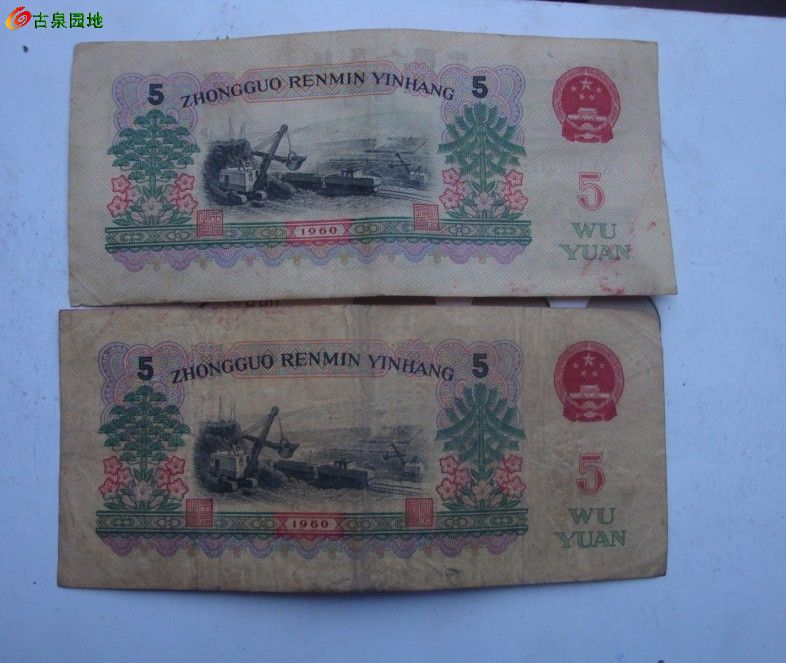 古泉园地
5 ZHONGGUO RENMIN YINHANG 5
5
WU
YUAN
1960
5 ZHONGGUO RENMIN YINHANG 5
5
WU
YUAN
1960